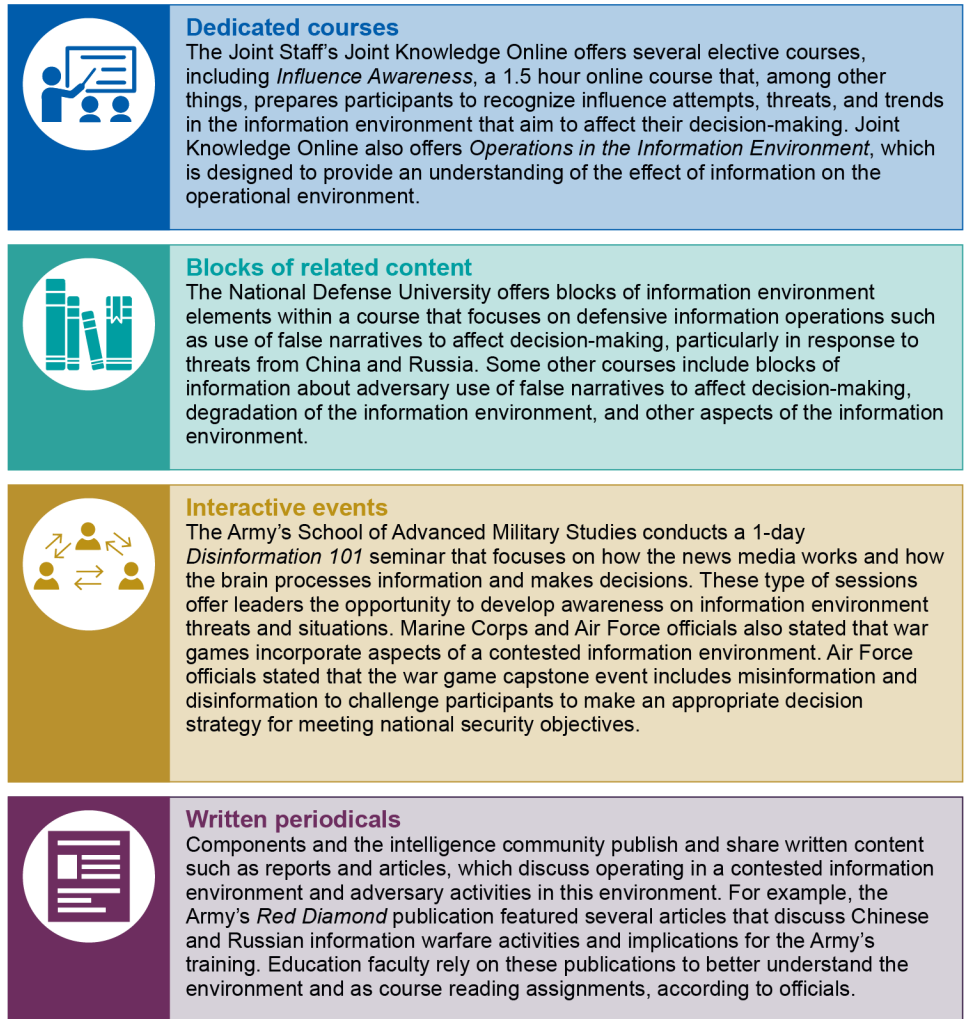 Dedicated courses
The Joint Staff’s Joint Knowledge Online offers several elective courses,
including Influence Awareness, a 1.5 hour online course that, among other
things, prepares participants to recognize influence attempts, threats, and trends
in the information environment that aim to affect their decision-making. Joint
Knowledge Online also offers Operations in the Information Environment, which
is designed to provide an understanding of the effect of information on the
operational environment.
Blocks of related content
The National Defense University offers blocks of information environment
elements within a course that focuses on defensive information operations such
as use of false narratives to affect decision-making, particularly in response to
threats from China and Russia. Some other courses include blocks of
information about adversary use of false narratives to affect decision-making,
degradation of the information environment, and other aspects of the information
environment.
Interactive events
The Army’s School of Advanced Military Studies conducts a 1-day
Disinformation 101 seminar that focuses on how the news media works and how
the brain processes information and makes decisions. These type of sessions
offer leaders the opportunity to develop awareness on information environment
threats and situations. Marine Corps and Air Force officials also stated that war
games incorporate aspects of a contested information environment. Air Force
officials stated that the war game capstone event includes misinformation and
disinformation to challenge participants to make an appropriate decision
strategy for meeting national security objectives.
Written periodicals
Components and the intelligence community publish and share written content
such as reports and articles, which discuss operating in a contested information
environment and adversary activities in this environment. For example, the
Army’s Red Diamond publication featured several articles that discuss Chinese
and Russian information warfare activities and implications for the Army’s
training. Education faculty rely on these publications to better understand the
environment and as course reading assignments, according to officials.